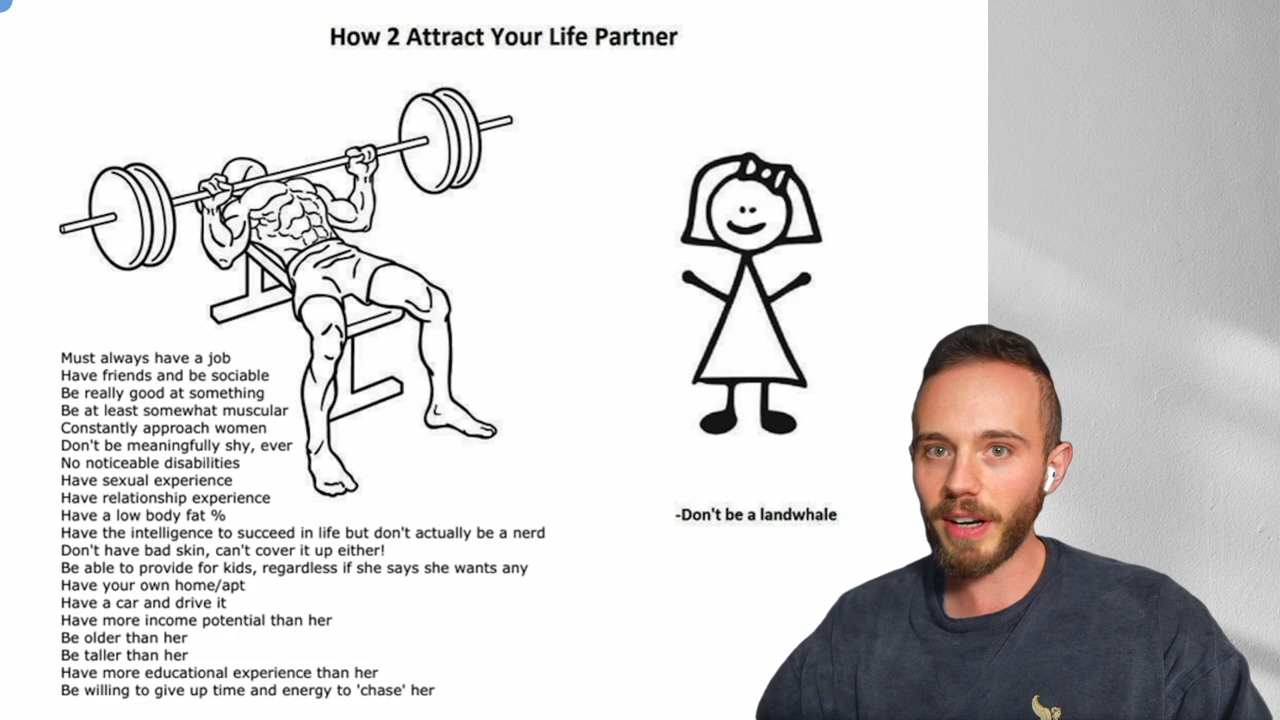 How 2 Attract Your Life Partner
Must always have a job
Have friends and be sociable
Be really good at something
Be at least somewhat muscular
Constantly approach women
Don't be meaningfully shy, ever
No noticeable disabilities
Have sexual experience
Have relationship experience
Have a low body fat %
Have the intelligence to succeed in life but don't actually be a nerd
Don't have bad skin, can't cover it up either!
Be able to provide for kids, regardless if she says she wants any
Have your own home/apt
Have a car and drive it
Have more income potential than her
Be older than her
Be taller than her
Have more educational experience than her
Be willing to give up time and energy to 'chase' her
-Don't be a landwhale